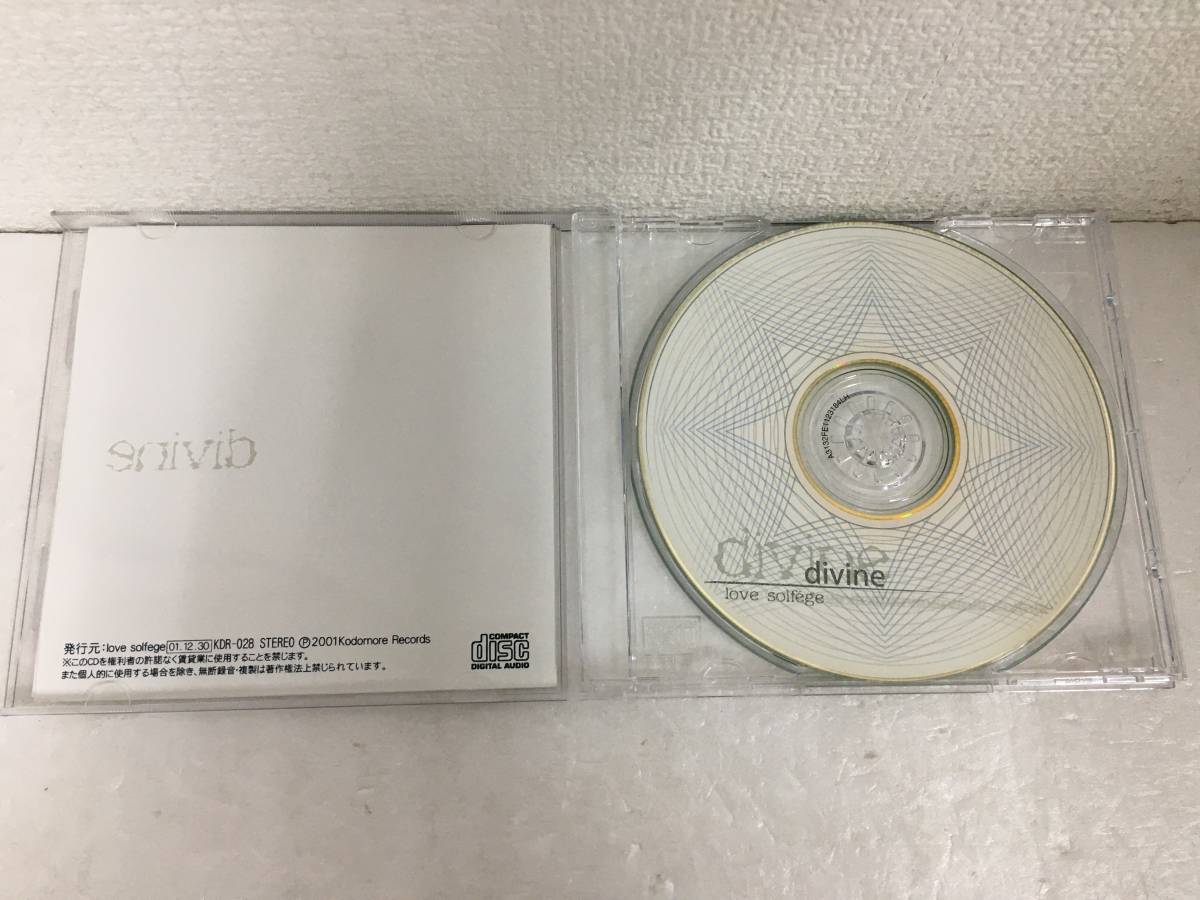 divine
発行元:love solfege 01.12.30 KDR-028 STEREO Ⓟ2001Kodomore Records
※このCDを権利者の許諾なく賃貸業に使用することを禁じます。
また個人的に使用する場合を除き、無断録音・複製は著作権法上禁じられています。
COMPACT
disc
DIGITAL AUDIO
A3132FE1123184LH
divine
divine
love solfége